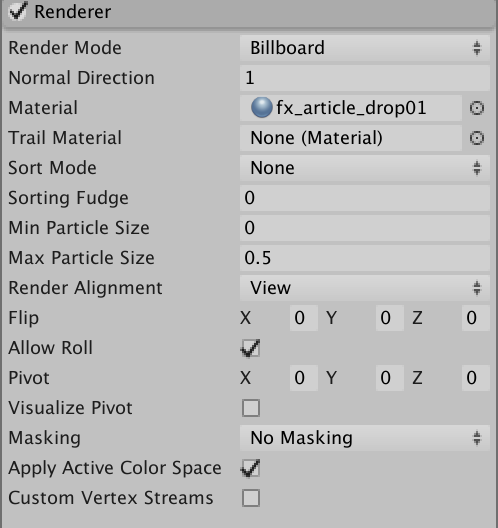 Renderer
Render Mode Billboard
Normal Direction 1
Material fx_article_drop01
Trail Material None (Material)
Sort Mode None
Sorting Fudge 0
Min Particle Size 0
Max Particle Size 0.5
Render Alignment View
Flip X 0 Y 0 Z 0
Allow Roll
Pivot X 0 Y 0 Z 0
Visualize Pivot
Masking No Masking
Apply Active Color Space
Custom Vertex Streams